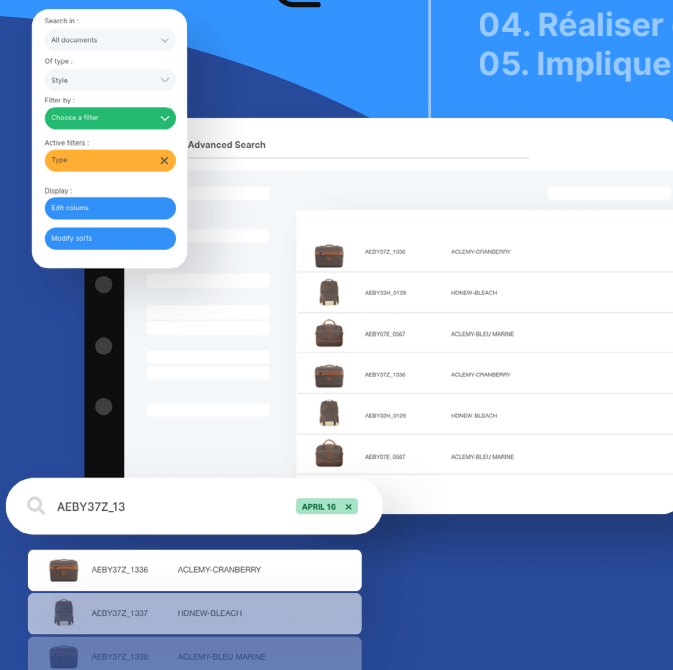 04. Réaliser
05. Implique
Search in :
All documents
Of type :
Style
Filter by :
Choose a filter
Active filters :
Type
Display :
Edit colums
Modify sorts
Advanced Search
AEBY37Z_1336 ACLEMY-CRANBERRY
AEBY32H_0129 HDNEW-BLEACH
AEBY07E_0567 ACLEMY-BLEU MARINE
AEBY37Z_1336 ACLEMY-CRANBERRY
AEBY32H_0129 HDNEW-BLEACH
AEBY07E_0567 ACLEMY-BLEU MARINE
AEBY37Z_13 APRIL 16
AEBY37Z_1336 ACLEMY-CRANBERRY
AEBY37Z_1337 HDNEW-BLEACH
AEBY37Z_1338 ACLEMY-BLEU MARINE